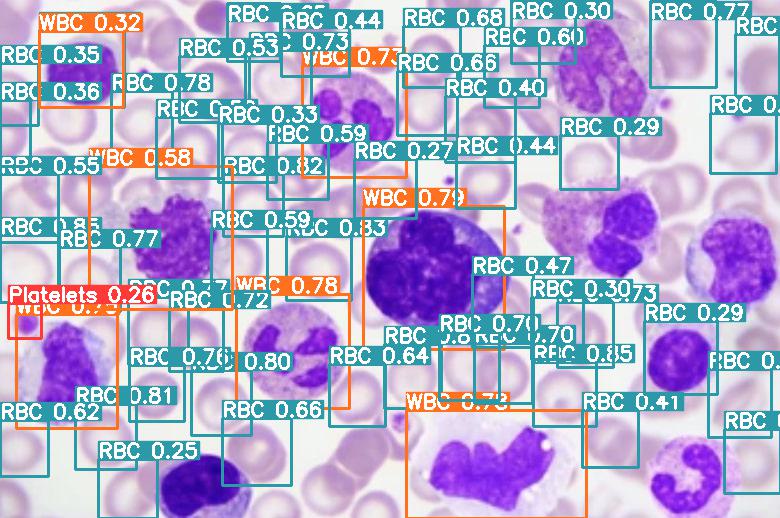 RBC 0.30
RBC 0.77
RBC
RBC 0.68
RBC 0.44
WBC 0.32
RBC 0.60
0.73
RBC 0.53
RBC 0.35
WBC 0.73
RBC 0.66
RBC 0.78
RBC 0.40
RBC 0.36
RBC 0.
RBC 0.33
RBC 0.29
RBC 0.59
RBC 0.44
RBC 0.27
WBC 0.58
RBC 0.55
RBC 0.82
WBC 0.79
RBC 0.59
RBC 0.83
RBC 0.77
RBC 0.47
WBC 0.78
RBC 0.30
.73
Platelets 0.26
RBC 0.72
RBC 0.29
RBC 0.70
.70
RBC 0.8
RBC 0.85
RBC 0.76
0.80
RBC 0.64
RBC 0.
RBC 0.81
WBC 0.78
RBC 0.41
RBC 0.62
RBC 0.66
RBC
RBC 0.25